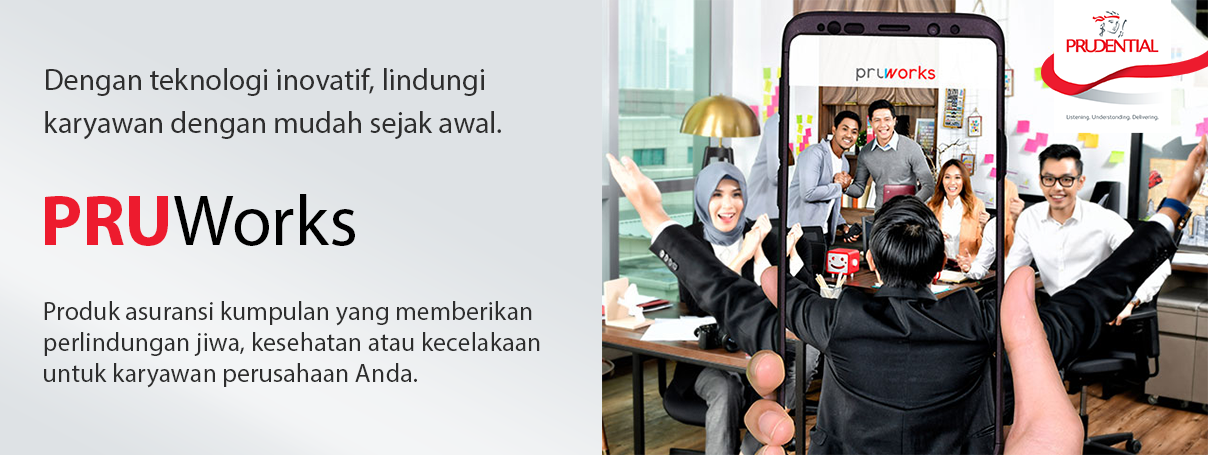 Dengan teknologi inovatif, lindungi
karyawan dengan mudah sejak awal.
PRUWorks
Produk asuransi kumpulan yang memberikan
perlindungan jiwa, kesehatan atau kecelakaan
untuk karyawan perusahaan Anda.
pruworks
PRUDENTIAL
Listening. Understanding. Delivering.